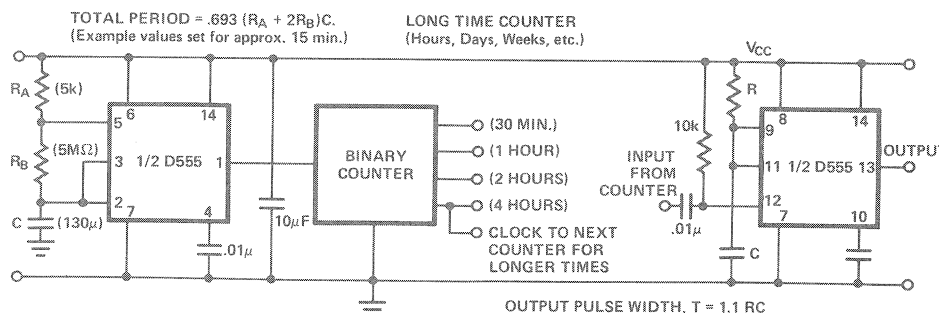 TOTAL PERIOD = .693 (RA + 2RB)C.
(Example values set for approx. 15 min.)
LONG TIME COUNTER
(Hours, Days, Weeks, etc.)
VCC
RA
(5k)
6
14
5
RB
(5MΩ)
3
1/2 D555
1
2
C
(130μ)
7
4
.01μ
10μF
BINARY
COUNTER
(30 MIN.)
(1 HOUR)
(2 HOURS)
(4 HOURS)
CLOCK TO NEXT
COUNTER FOR
LONGER TIMES
10k
INPUT
FROM
COUNTER
.01μ
R
8
14
9
11
1/2 D555
13
OUTPUT
12
7
10
C
OUTPUT PULSE WIDTH, T = 1.1 RC